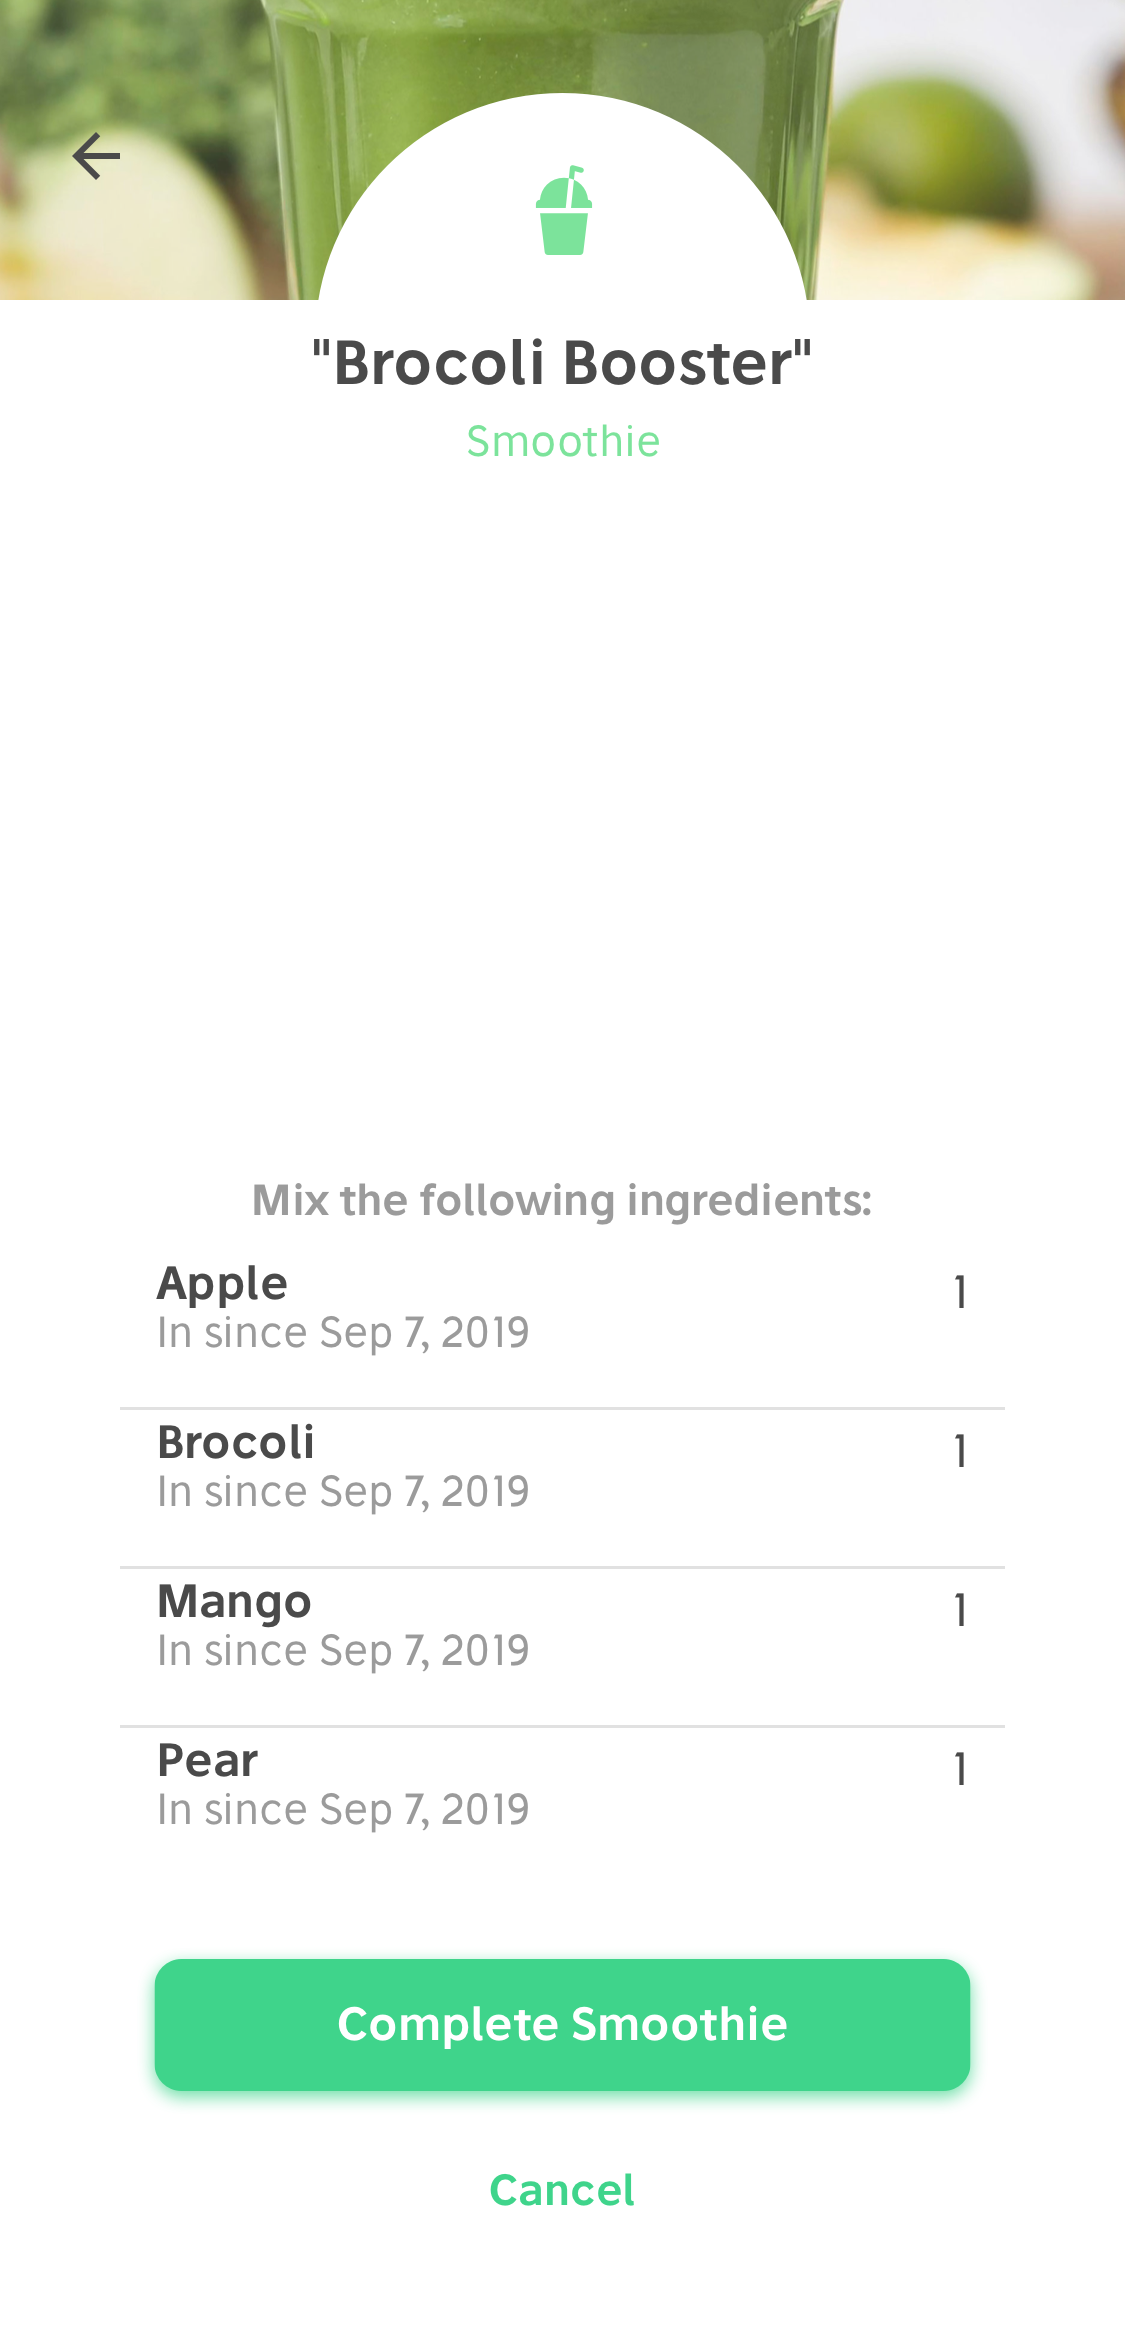 "Brocoli Booster"
Smoothie
Mix the following ingredients:
Apple
1
In since Sep 7, 2019
Brocoli
1
In since Sep 7, 2019
Mango
1
In since Sep 7, 2019
Pear
1
In since Sep 7, 2019
Complete Smoothie
Cancel